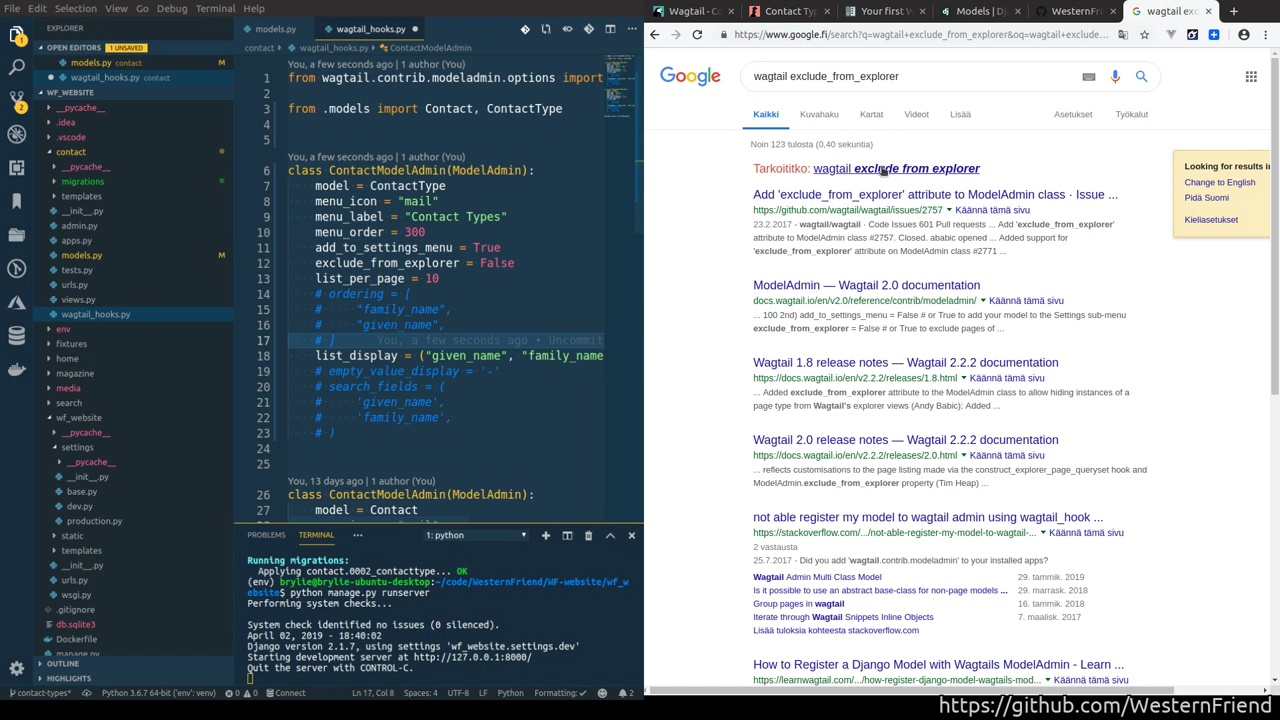 File Edit Selection View Go Debug Terminal Help
EXPLORER
OPEN EDITORS 1 UNSAVED
models.py contact M
wagtail_hooks.py contact
WF_WEBSITE
__pycache__
.idea
.vscode
contact
__pycache__
migrations
templates
__init__.py
admin.py
apps.py
models.py M
tests.py
urls.py
views.py
wagtail_hooks.py
env
fixtures
home
magazine
media
search
wf_website
__pycache__
settings
__pycache__
__init__.py
base.py
dev.py
production.py
static
templates
__init__.py
urls.py
wsgi.py
.gitignore
db.sqlite3
Dockerfile
manage.py
OUTLINE
HIGHLIGHTS
models.py wagtail_hooks.py
contact wagtail_hooks.py ContactModelAdmin
You, a few seconds ago | 1 author (You)
1 from wagtail.contrib.modeladmin.options import
2
3 from .models import Contact, ContactType
4
5
You, a few seconds ago | 1 author (You)
6 class ContactModelAdmin(ModelAdmin):
7 model = ContactType
8 menu_icon = "mail"
9 menu_label = "Contact Types"
10 menu_order = 300
11 add_to_settings_menu = True
12 exclude_from_explorer = False
13 list_per_page = 10
14 # ordering = [
15 # "family_name",
16 # "given_name",
17 # ] You, a few seconds ago • Uncommit
18 list_display = ("given_name", "family_name
19 # empty_value_display = '-'
20 # search_fields = (
21 # 'given_name',
22 # 'family_name',
23 # )
24
25
You, 13 days ago | 1 author (You)
26 class ContactModelAdmin(ModelAdmin):
27 model = Contact
PROBLEMS TERMINAL ... 1: python
Running migrations:
Applying contact.0002_contacttype... OK
(env) brylie@brylie-ubuntu-desktop:~/code/WesternFriend/WF-website/wf_w
ebsite$ python manage.py runserver
Performing system checks...
System check identified no issues (0 silenced).
April 02, 2019 - 18:40:02
Django version 2.1.7, using settings 'wf_website.settings.dev'
Starting development server at http://127.0.0.1:8000/
Quit the server with CONTROL-C.
contact-types* Python 3.6.7 64-bit ('env': venv) 0 0 Connect Ln 17, Col 8 Spaces: 4 UTF-8 LF Python Formatting: ✓ 2
https://www.google.fi/search?q=wagtail+exclude_from_explorer&oq=wagtail+exclude...
Google
wagtail exclude_from_explorer
Kaikki Kuvahaku Kartat Videot Lisää Asetukset Työkalut
Noin 123 tulosta (0,40 sekuntia)
Tarkoititko: wagtail exclude from explorer
Add 'exclude_from_explorer' attribute to ModelAdmin class · Issue ...
https://github.com/wagtail/wagtail/issues/2757 Käännä tämä sivu
23.2.2017 - wagtail/wagtail · Code Issues 601 Pull requests ... Add 'exclude_from_explorer'
attribute to ModelAdmin class #2757. Closed. ababic opened ... Added support for
'exclude_from_explorer' attribute on ModelAdmin class #2771 ...
ModelAdmin — Wagtail 2.0 documentation
docs.wagtail.io/en/v2.0/reference/contrib/modeladmin/ Käännä tämä sivu
... 100 2nd) add_to_settings_menu = False # or True to add your model to the Settings sub-menu
exclude_from_explorer = False # or True to exclude pages of ...
Wagtail 1.8 release notes — Wagtail 2.2.2 documentation
https://docs.wagtail.io/en/v2.2.2/releases/1.8.html Käännä tämä sivu
... Added exclude_from_explorer attribute to the ModelAdmin class to allow hiding instances of a
page type from Wagtail's explorer views (Andy Babic); Added ...
Wagtail 2.0 release notes — Wagtail 2.2.2 documentation
https://docs.wagtail.io/en/v2.2.2/releases/2.0.html Käännä tämä sivu
... reflects customisations to the page listing made via the construct_explorer_page_queryset hook and
ModelAdmin.exclude_from_explorer property (Tim Heap) ...
not able register my model to wagtail admin using wagtail_hook ...
https://stackoverflow.com/.../not-able-register-my-model-to-wagtail-... Käännä tämä sivu
2 vastausta
25.7.2017 - Did you add 'wagtail.contrib.modeladmin' to your installed apps?
Wagtail Admin Multi Class Model 29. tammik. 2019
Is it possible to use an abstract base-class for non-page models ... 29. marrask. 2018
Group pages in wagtail 16. tammik. 2018
Iterate through Wagtail Snippets Inline Objects 7. maalisk. 2017
Lisää tuloksia kohteesta stackoverflow.com
How to Register a Django Model with Wagtails ModelAdmin - Learn ...
https://learnwagtail.com/.../how-register-django-model-wagtails-mod... Käännä tämä sivu
Looking for results i
Change to English
Pidä Suomi
Kieliasetukset
https://github.com/WesternFriend